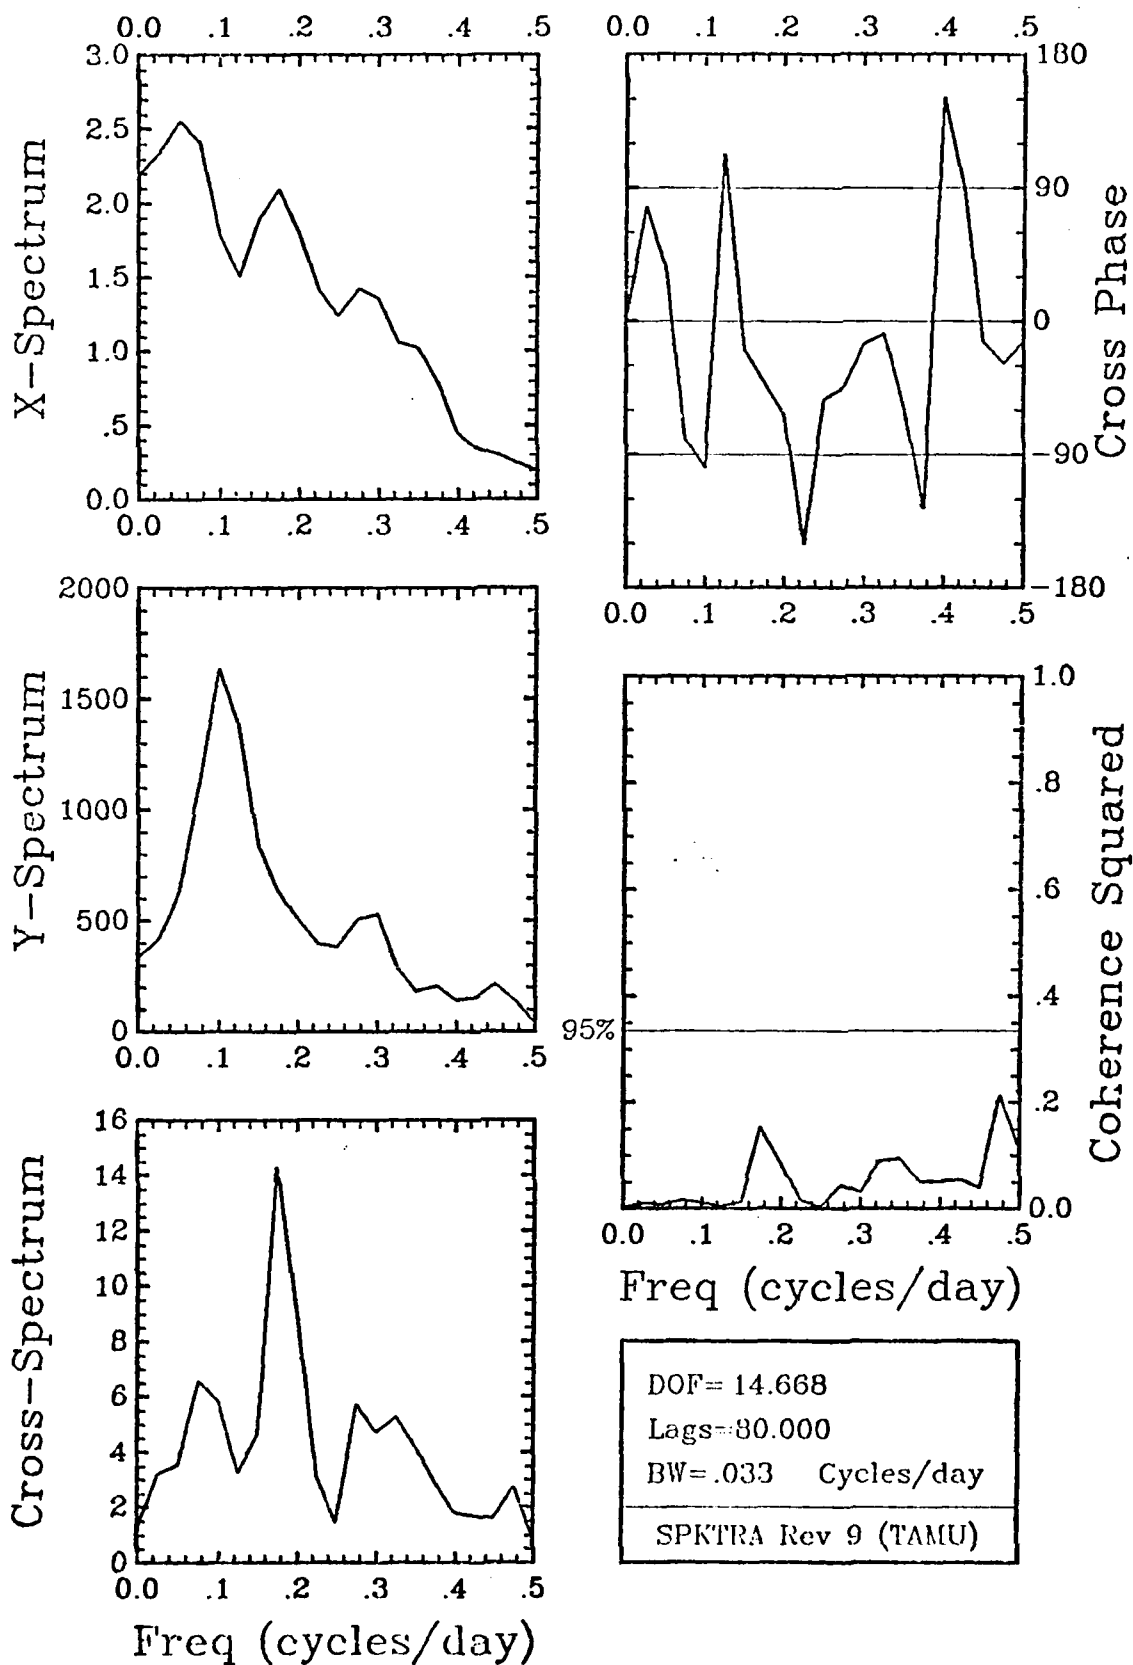 0.0 .1 .2 .3 .4 .5
3.0
2.5
2.0
1.5
1.0
.5
0.0
X-Spectrum
0.0 .1 .2 .3 .4 .5
2000
1500
1000
500
0
Y-Spectrum
0.0 .1 .2 .3 .4 .5
16
14
12
10
8
6
4
2
0
Cross-Spectrum
0.0 .1 .2 .3 .4 .5
Freq (cycles/day)
0.0 .1 .2 .3 .4 .5
180
90
0
-90
-180
Cross Phase
0.0 .1 .2 .3 .4 .5
1.0
.8
.6
.4
.2
0.0
95%
Coherence Squared
0.0 .1 .2 .3 .4 .5
Freq (cycles/day)
DOF= 14.668
Lags=80.000
BW=.033 Cycles/day
SPKTRA Rev 9 (TAMU)